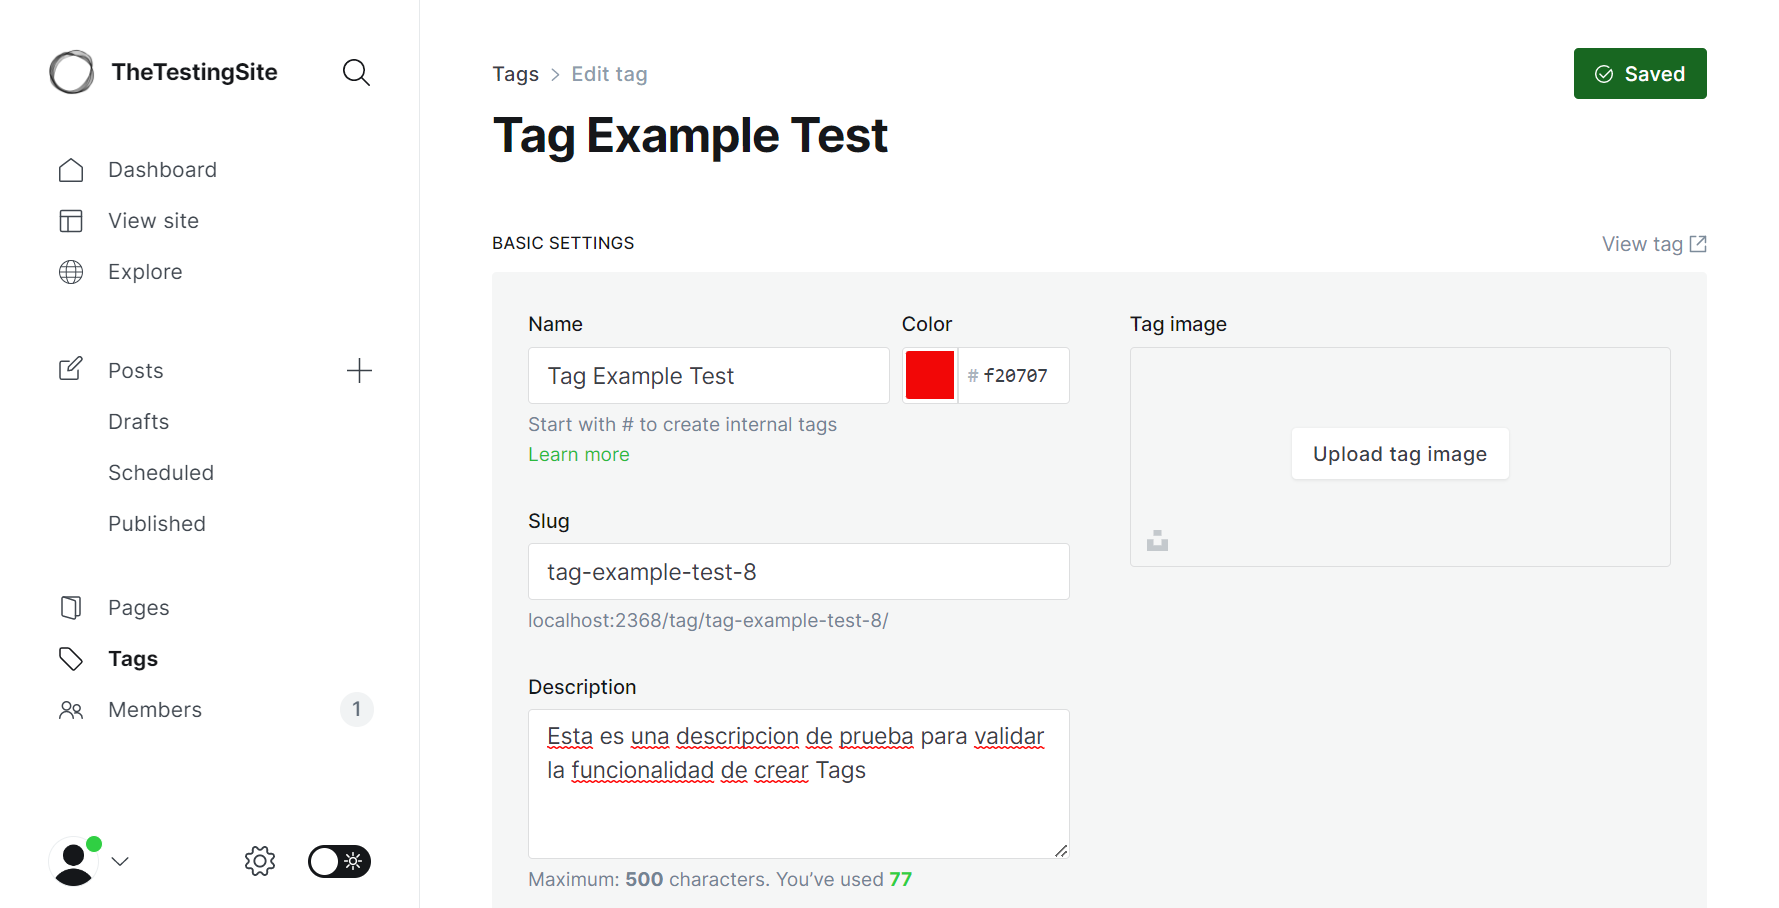 TheTestingSite
Dashboard
View site
Explore
Posts
Drafts
Scheduled
Published
Pages
Tags
Members
1
Tags > Edit tag
Saved
Tag Example Test
BASIC SETTINGS
View tag
Name
Tag Example Test
Start with # to create internal tags
Learn more
Color
# f20707
Slug
tag-example-test-8
localhost:2368/tag/tag-example-test-8/
Description
Esta es una descripcion de prueba para validar
la funcionalidad de crear Tags
Maximum: 500 characters. You’ve used 77
Tag image
Upload tag image